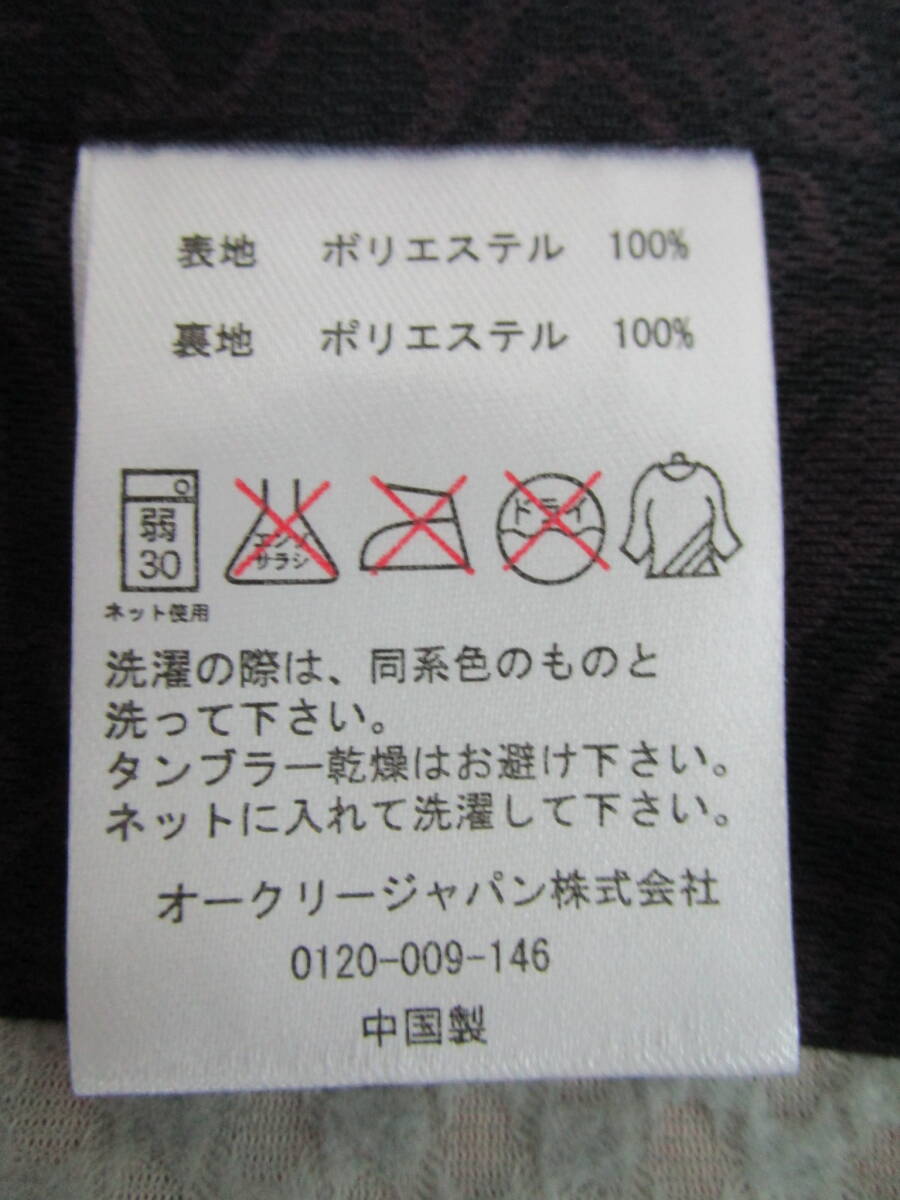 表地 ポリエステル 100%
裏地 ポリエステル 100%
弱
30
エンソ
サラシ
ドライ
ネット使用
洗濯の際は、同系色のものと
洗って下さい。
タンブラー乾燥はお避け下さい。
ネットに入れて洗濯して下さい。
オークリージャパン株式会社
0120-009-146
中国製